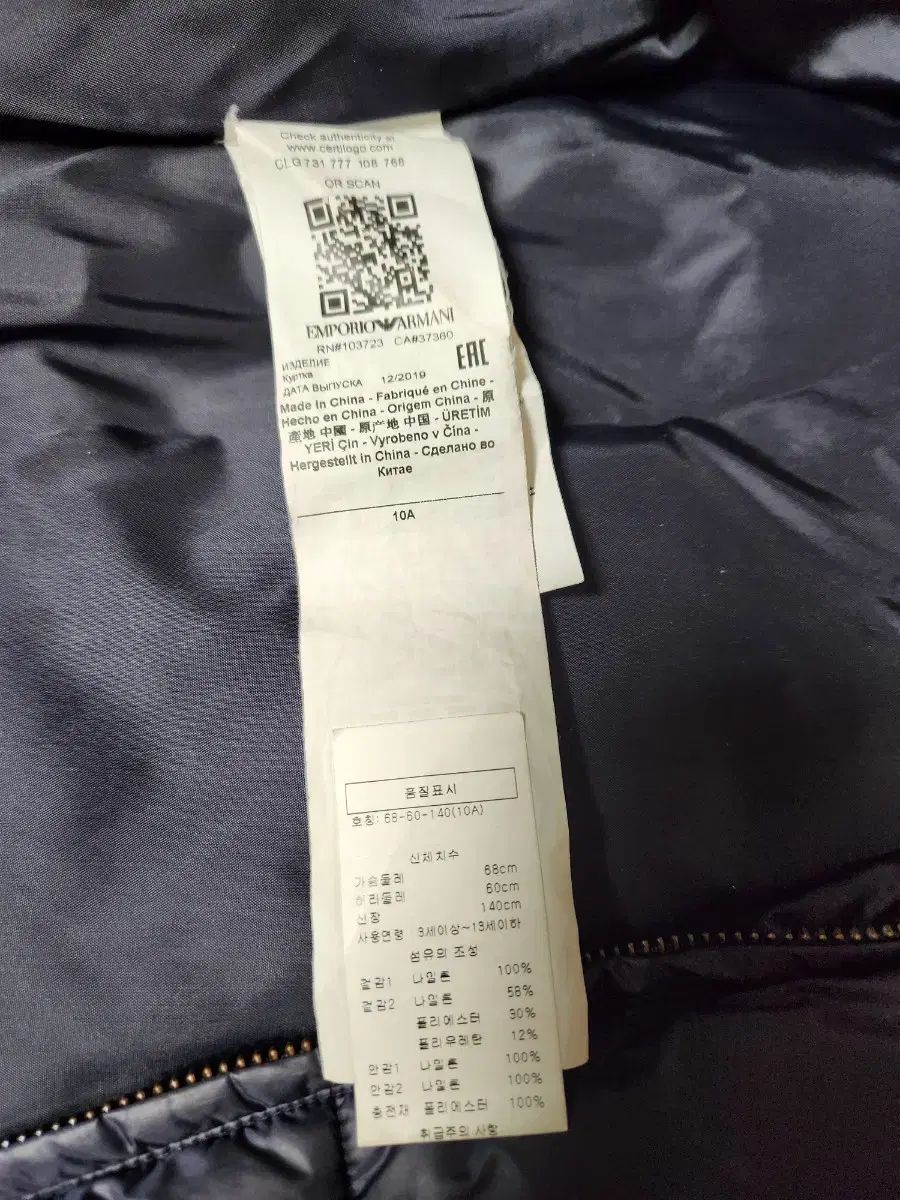 Check authenticity at
www.certilogo.com
CLG 731 777 108 768
OR SCAN
EMPORIO ARMANI
RN#103723 CA#37360
EAC
ИЗДЕЛИЕ
Куртка
ДАТА ВЫПУСКА 12/2019
Made in China - Fabriqué en Chine -
Hecho en China - Origem China - 原
產地 中國 - 原产地 中国 - ÜRETİM
YERİ Çin - Vyrobeno v Čína -
Hergestellt in China - Сделано во
Китае
10A
품질표시
호칭: 68-60-140(10A)
신체치수
가슴둘레 68cm
허리둘레 60cm
신장 140cm
사용연령 3세이상~13세이하
섬유의 조성
겉감1 나일론 100%
겉감2 나일론 58%
폴리에스터 30%
폴리우레탄 12%
안감1 나일론 100%
안감2 나일론 100%
충전재 폴리에스터 100%
취급주의 사항